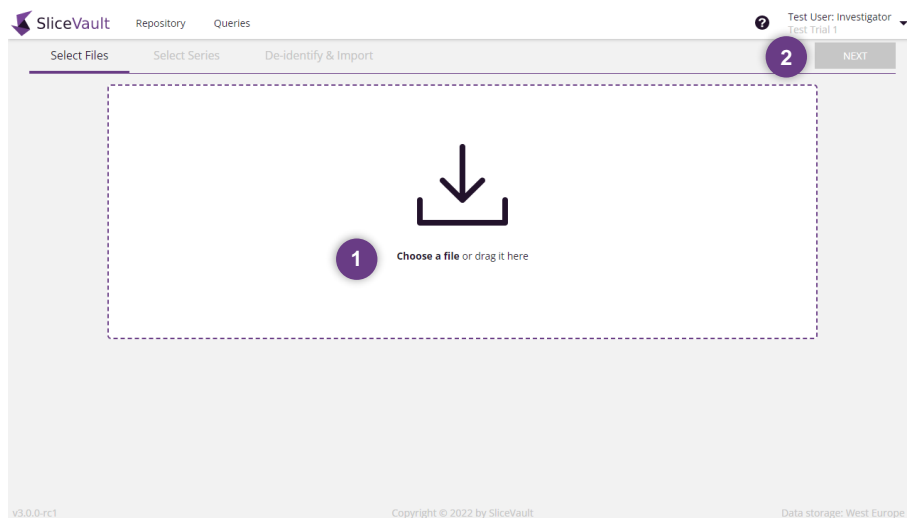 SliceVault Repository Queries
Test User: Investigator
Test Trial 1
Select Files Select Series De-identify & Import 2 NEXT
1 Choose a file or drag it here
v3.0.0-rc1 Copyright © 2022 by SliceVault Data storage: West Europe